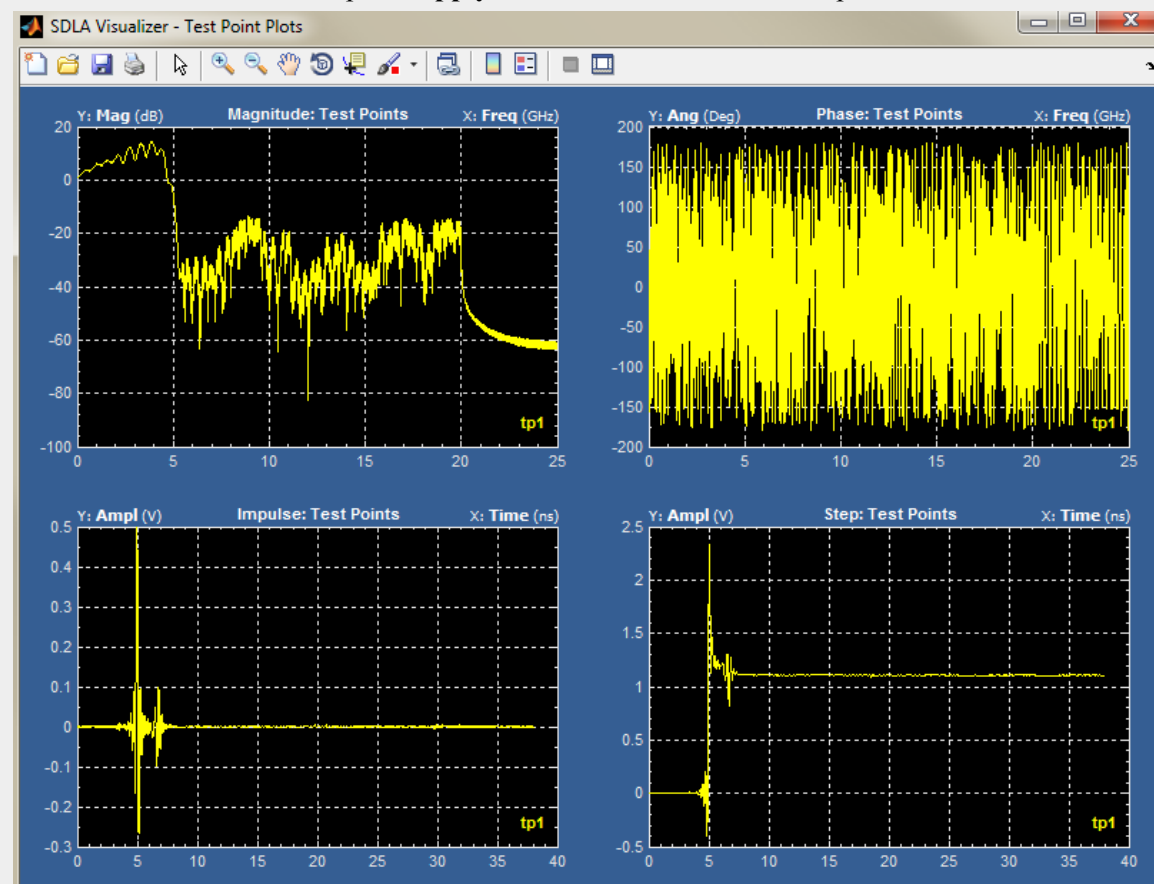 SDLA Visualizer - Test Point Plots
Y: Mag (dB) Magnitude: Test Points X: Freq (GHz)
20
0
-20
-40
-60
-80
-100
0 5 10 15 20 25
tp1
Y: Ang (Deg) Phase: Test Points X: Freq (GHz)
200
150
100
50
0
-50
-100
-150
-200
0 5 10 15 20 25
tp1
Y: Ampl (V) Impulse: Test Points X: Time (ns)
0.5
0.4
0.3
0.2
0.1
0
-0.1
-0.2
-0.3
0 5 10 15 20 25 30 35 40
tp1
Y: Ampl (V) Step: Test Points X: Time (ns)
2.5
2
1.5
1
0.5
0
-0.5
0 5 10 15 20 25 30 35 40
tp1